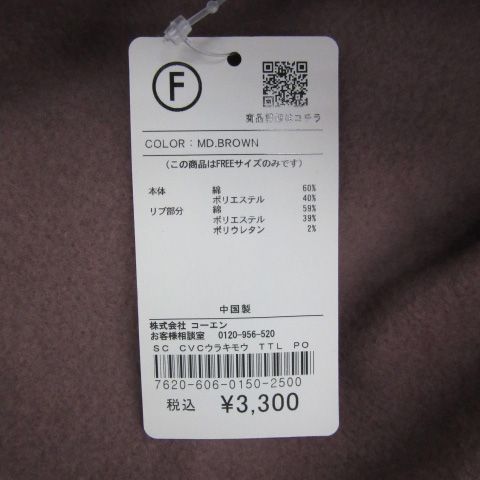 F
商品詳細はコチラ
COLOR：MD.BROWN
(この商品はFREEサイズのみです)
本体 綿 60%
ポリエステル 40%
リブ部分 綿 59%
ポリエステル 39%
ポリウレタン 2%
中国製
株式会社 コーエン
お客様相談室 0120-956-520
SC CVCウラキモウ TTL PO
7620-606-0150-2500
税込 ¥3,300